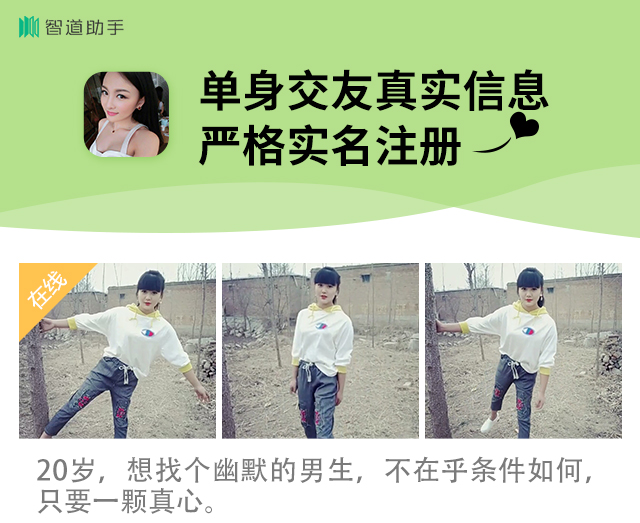 智道助手
单身交友真实信息
严格实名注册
在线
20岁，想找个幽默的男生，不在乎条件如何，
只要一颗真心。